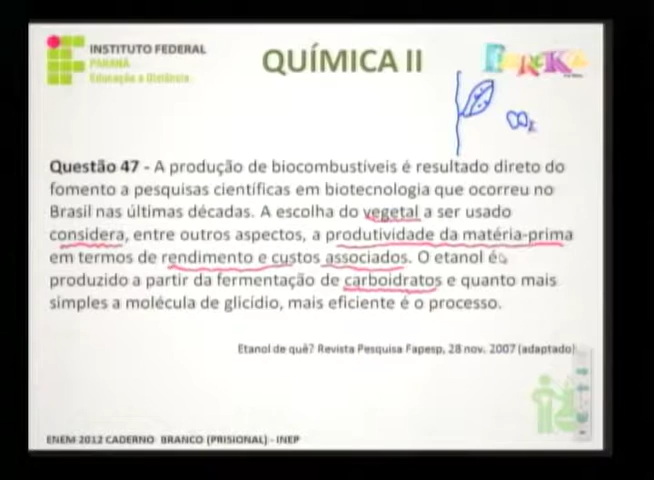 INSTITUTO FEDERAL
PARANÁ
Educação a Distância
QUÍMICA II
EUREKA
CO₂
Questão 47 - A produção de biocombustíveis é resultado direto do
fomento a pesquisas científicas em biotecnologia que ocorreu no
Brasil nas últimas décadas. A escolha do vegetal a ser usado
considera, entre outros aspectos, a produtividade da matéria-prima
em termos de rendimento e custos associados. O etanol é
produzido a partir da fermentação de carboidratos e quanto mais
simples a molécula de glicídio, mais eficiente é o processo.
Etanol de quê? Revista Pesquisa Fapesp, 28 nov. 2007 (adaptado)
ENEM 2012 CADERNO BRANCO (PRISIONAL) - INEP